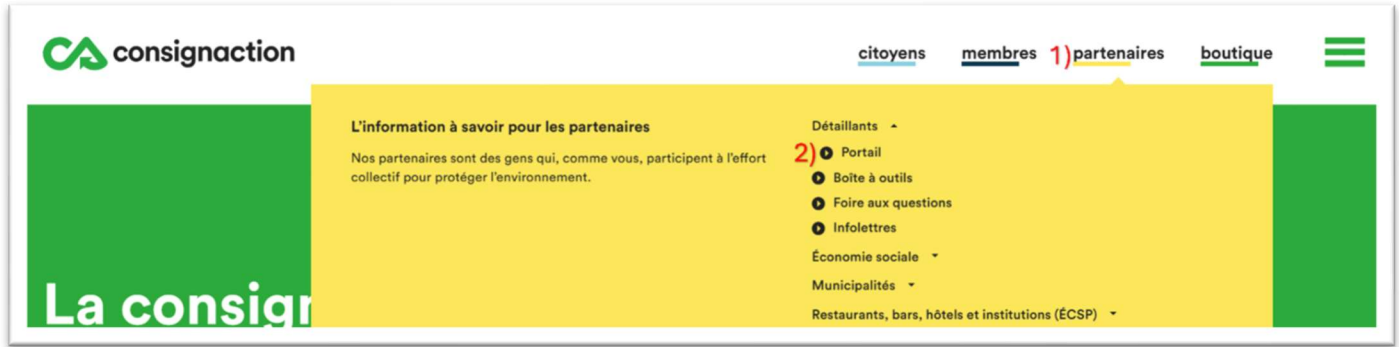 consignaction
citoyens membres 1) partenaires boutique
L'information à savoir pour les partenaires
Nos partenaires sont des gens qui, comme vous, participent à l'effort
collectif pour protéger l'environnement.
Détaillants
2) Portail
Boîte à outils
Foire aux questions
Infolettres
Économie sociale
Municipalités
Restaurants, bars, hôtels et institutions (ÉCSP)
La consign